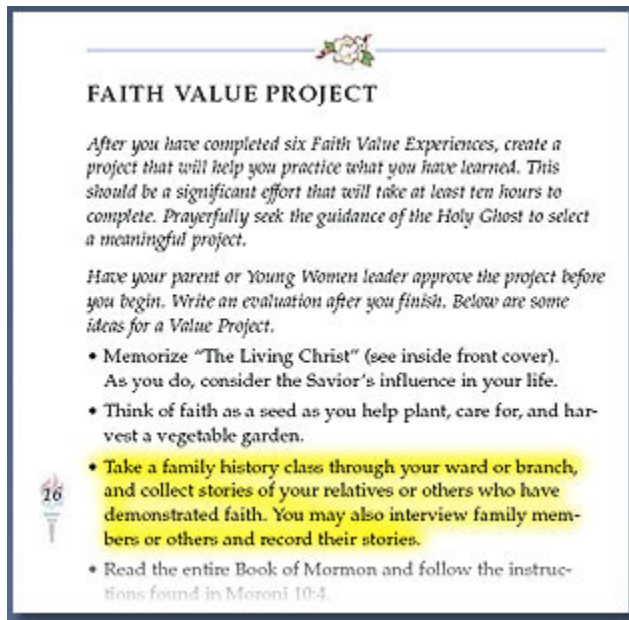 FAITH VALUE PROJECT
After you have completed six Faith Value Experiences, create a
project that will help you practice what you have learned. This
should be a significant effort that will take at least ten hours to
complete. Prayerfully seek the guidance of the Holy Ghost to select
a meaningful project.
Have your parent or Young Women leader approve the project before
you begin. Write an evaluation after you finish. Below are some
ideas for a Value Project.
• Memorize “The Living Christ” (see inside front cover).
As you do, consider the Savior’s influence in your life.
• Think of faith as a seed as you help plant, care for, and har-
vest a vegetable garden.
• Take a family history class through your ward or branch,
and collect stories of your relatives or others who have
16
demonstrated faith. You may also interview family mem-
bers or others and record their stories.
• Read the entire Book of Mormon and follow the instruc-
tions found in Moroni 10:4.